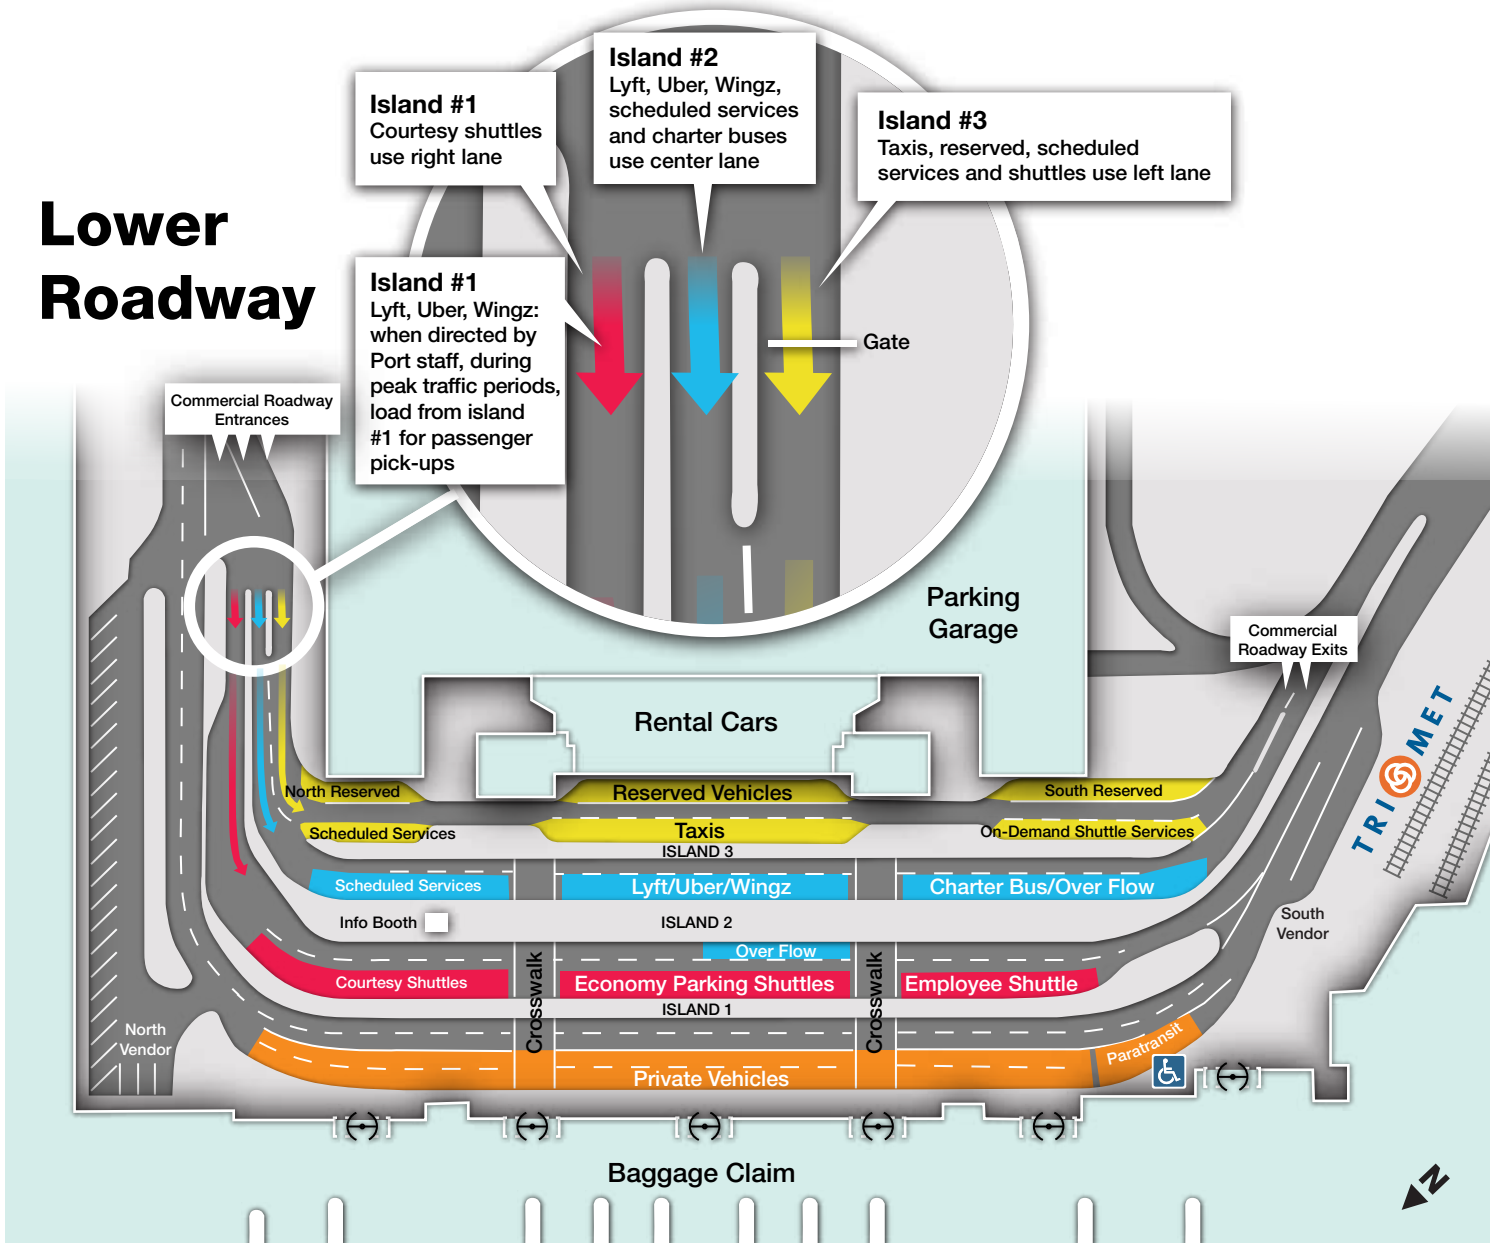 Lower
Roadway
Island #1
Courtesy shuttles
use right lane
Island #2
Lyft, Uber, Wingz,
scheduled services
and charter buses
use center lane
Island #3
Taxis, reserved, scheduled
services and shuttles use left lane
Island #1
Lyft, Uber, Wingz:
when directed by
Port staff, during
peak traffic periods,
load from island
#1 for passenger
pick-ups
Gate
Commercial Roadway
Entrances
Parking
Garage
Commercial
Roadway Exits
TRI MET
Rental Cars
North Reserved
Reserved Vehicles
South Reserved
Scheduled Services
Taxis
On-Demand Shuttle Services
ISLAND 3
Scheduled Services
Lyft/Uber/Wingz
Charter Bus/Over Flow
Info Booth
ISLAND 2
South
Vendor
Over Flow
Courtesy Shuttles
Economy Parking Shuttles
Employee Shuttle
ISLAND 1
Crosswalk
Crosswalk
North
Vendor
Private Vehicles
Paratransit
Baggage Claim
N